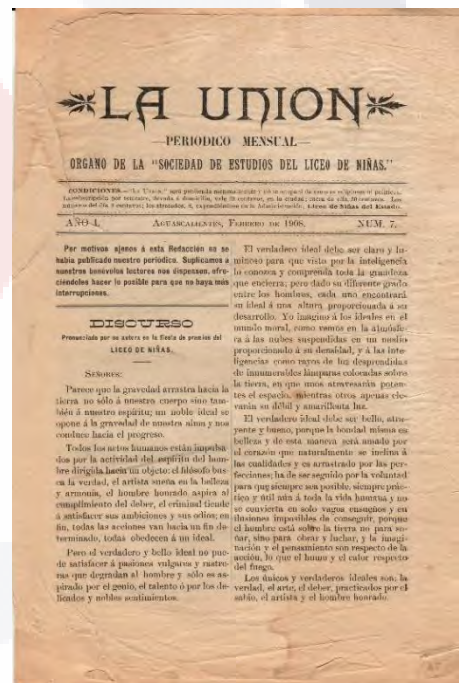 LA UNION
—PERIODICO MENSUAL—
ORGANO DE LA "SOCIEDAD DE ESTUDIOS DEL LICEO DE NIÑAS."
AÑO I. AGUASCALIENTES, FEBRERO DE 1908. NUM. 7.
Por motivos ajenos á esta Redacción no se
había publicado nuestro periódico. Suplicamos a
nuestros benévolos lectores nos dispensen, ofre-
ciéndoles hacer lo posible para que no haya más
interrupciones.
DISCURSO
Pronunciado por su autora en la fiesta de premios del
LICEO DE NIÑAS.
SEÑORES:
Parece que la gravedad arrastra hacia la
tierra no sólo á nuestro cuerpo sino tam-
bién á nuestro espíritu; un noble ideal se
opone á la gravedad de nuestra alma y nos
conduce hacia el progreso.
Todos los actos humanos están impulsa-
dos por la actividad del espíritu del hom-
bre dirigida hacia un objeto: el filósofo bus-
ca la verdad, el artista sueña en la belleza
y armonía, el hombre honrado aspira al
cumplimiento del deber, el criminal tiende
á satisfacer sus ambiciones y sus odios; en
fin, todas las acciones van hacia un fin de-
terminado, todas obedecen á un ideal.
Pero el verdadero y bello ideal no pue-
de satisfacer á pasiones vulgares y rastre-
ras que degradan al hombre y sólo es as-
pirado por el genio, el talento ó por los de-
licados y nobles sentimientos.
El verdadero ideal debe ser claro y lu-
minoso para que visto por la inteligencia
lo conozca y comprenda toda la grandeza
que encierra; pero dado su diferente grado
entre los hombres, cada uno encontrará
su ideal á una altura proporcionada á su
desarrollo. Yo imagino á los ideales en el
mundo moral, como vemos en la atmósfe-
ra á las nubes suspendidas en un medio
proporcionado á su densidad, y á las inte-
ligencias como rayos de luz desprendidas
de innumerables lámparas colocadas sobre
la tierra, en que unos atravesarán poten-
tes el espacio, mientras otros apenas ele-
varán su débil y amarillenta luz.
El verdadero ideal debe ser bello, atra-
yente y bueno, porque la bondad misma es
belleza y de esta manera será amado por
el corazón que naturalmente se inclina á
las cualidades y es arrastrado por las per-
fecciones; ha de ser seguido por la voluntad
para que siempre sea posible, siempre prác-
tica y útil aún á toda la vida humana y no
se convierta en solo vagos ensueños y en
ilusiones imposibles de conseguir, porque
el hombre está sobre la tierra no para so-
ñar, sino para obrar y luchar, y la imagi-
nación y el pensamiento son respecto de la
acción, lo que el humo y el calor respecto
del fuego.
Los únicos y verdaderos ideales son: la
verdad, el arte, el deber, practicados por el
sabio, el artista y el hombre honrado.